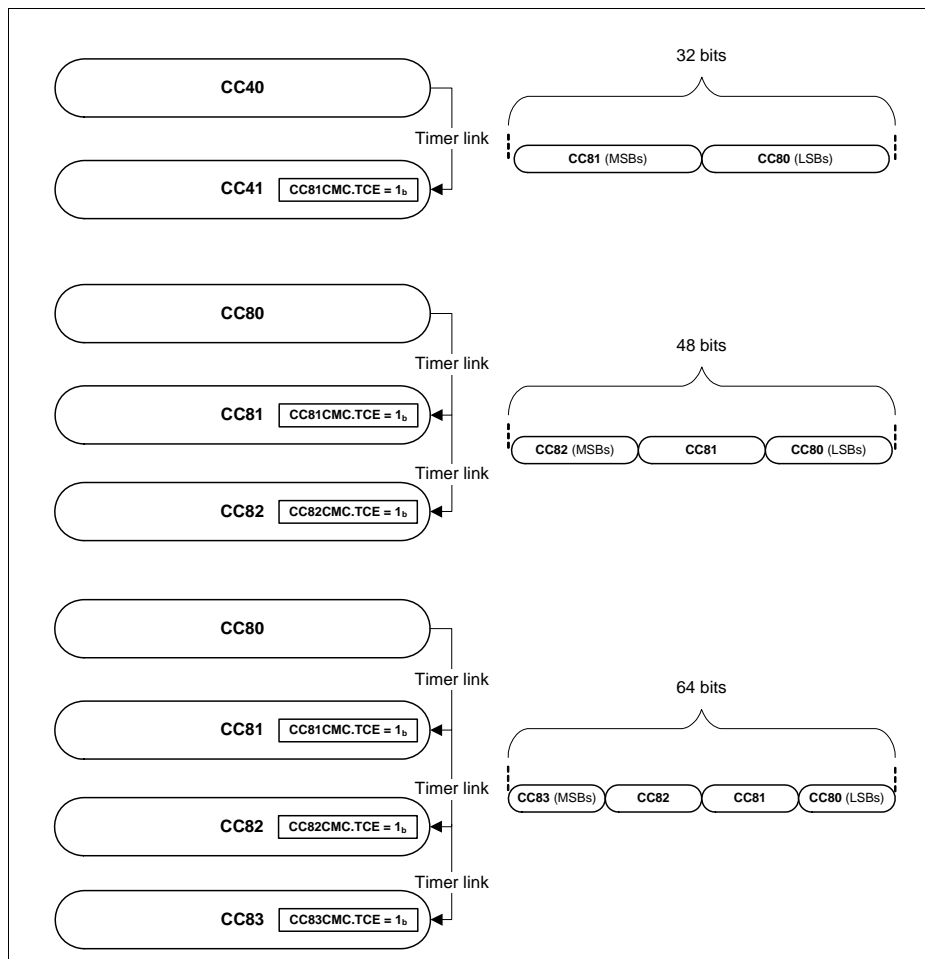 CC40
Timer link
CC41 CC81CMC.TCE = 1b
32 bits
CC81 (MSBs) CC80 (LSBs)
CC80
Timer link
CC81 CC81CMC.TCE = 1b
Timer link
CC82 CC82CMC.TCE = 1b
48 bits
CC82 (MSBs) CC81 CC80 (LSBs)
CC80
Timer link
CC81 CC81CMC.TCE = 1b
Timer link
CC82 CC82CMC.TCE = 1b
Timer link
CC83 CC83CMC.TCE = 1b
64 bits
CC83 (MSBs) CC82 CC81 CC80 (LSBs)